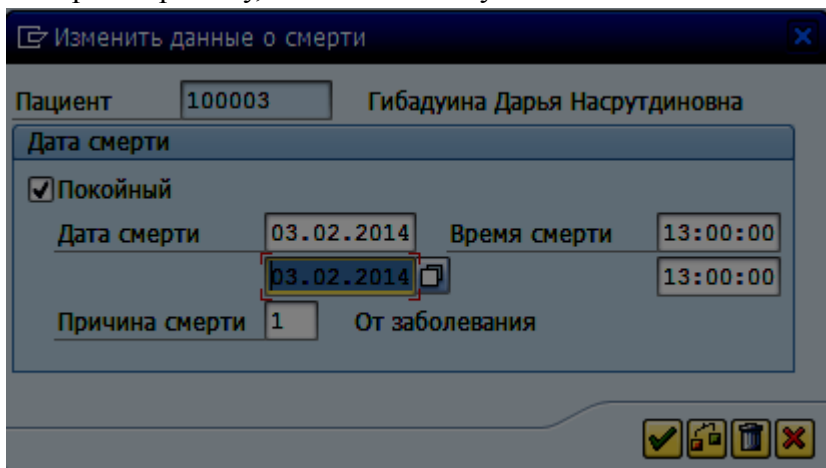 Изменить данные о смерти
Пациент 100003 Гибадуина Дарья Насрутдиновна
Дата смерти
Покойный
Дата смерти 03.02.2014 Время смерти 13:00:00
03.02.2014 13:00:00
Причина смерти 1 От заболевания